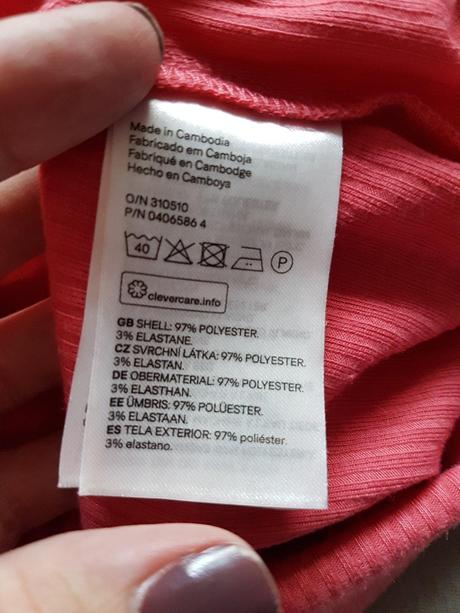 Made in Cambodia
Fabricado em Camboja
Fabriqué en Cambodge
Hecho en Camboya
O/N 310510
P/N 0406586 4
40 P
clevercare.info
GB SHELL: 97% POLYESTER.
3% ELASTANE.
CZ SVRCHNÍ LÁTKA: 97% POLYESTER.
3% ELASTAN.
DE OBERMATERIAL: 97% POLYESTER.
3% ELASTHAN.
EE ÜMBRIS: 97% POLÜESTER.
3% ELASTAAN.
ES TELA EXTERIOR: 97% poliéster.
3% elastano.